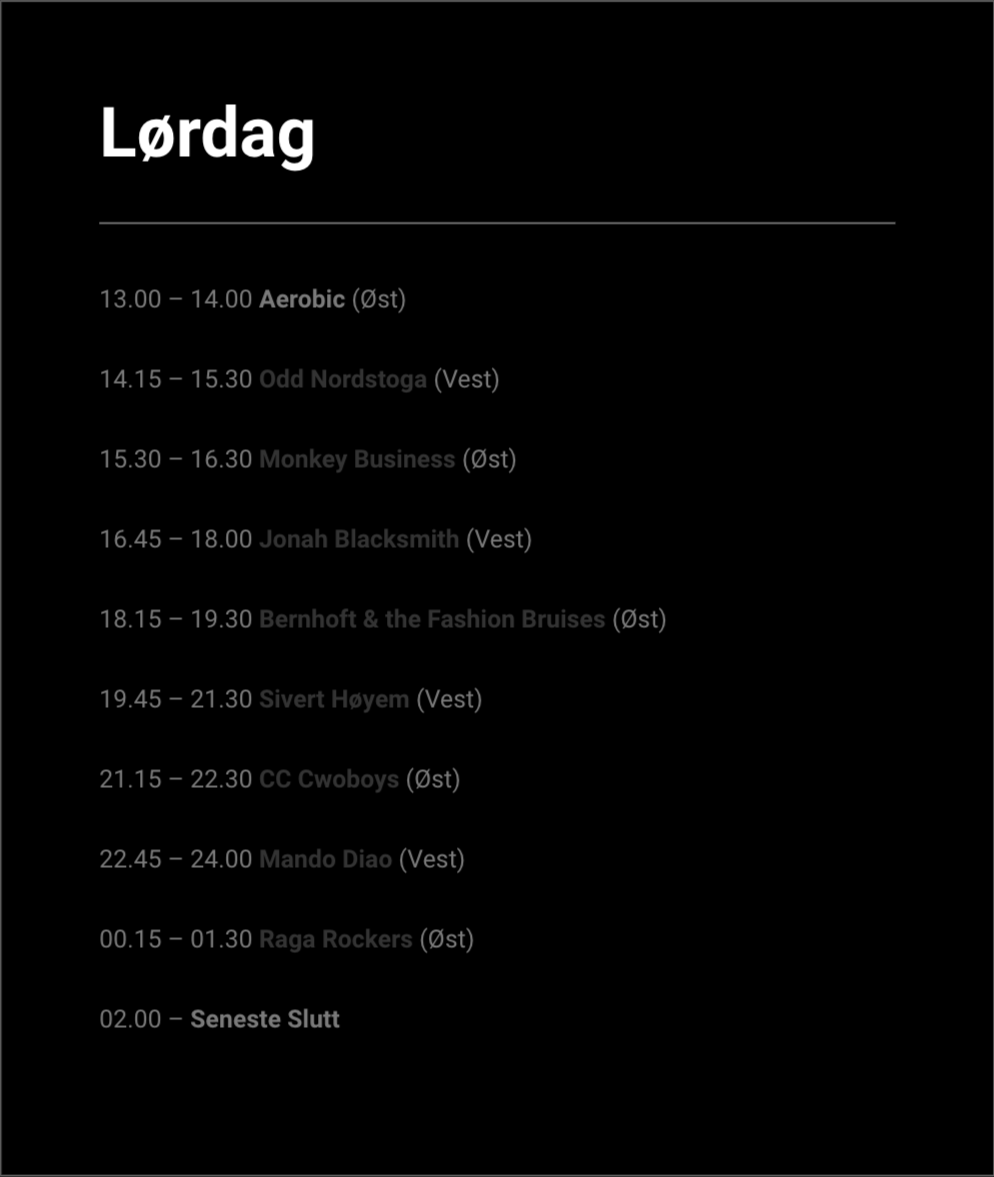 Lørdag
13.00 – 14.00 Aerobic (Øst)
14.15 – 15.30 Odd Nordstoga (Vest)
15.30 – 16.30 Monkey Business (Øst)
16.45 – 18.00 Jonah Blacksmith (Vest)
18.15 – 19.30 Bernhoft & the Fashion Bruises (Øst)
19.45 – 21.30 Sivert Høyem (Vest)
21.15 – 22.30 CC Cwoboys (Øst)
22.45 – 24.00 Mando Diao (Vest)
00.15 – 01.30 Raga Rockers (Øst)
02.00 – Seneste Slutt